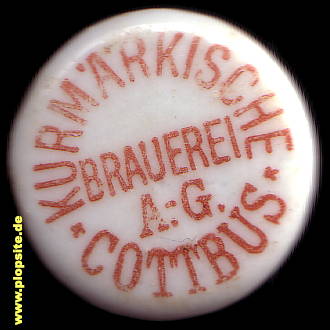 KURMÄRKISCHE
BRAUEREI
A.-G.
* COTTBUS *
www.plopsite.de